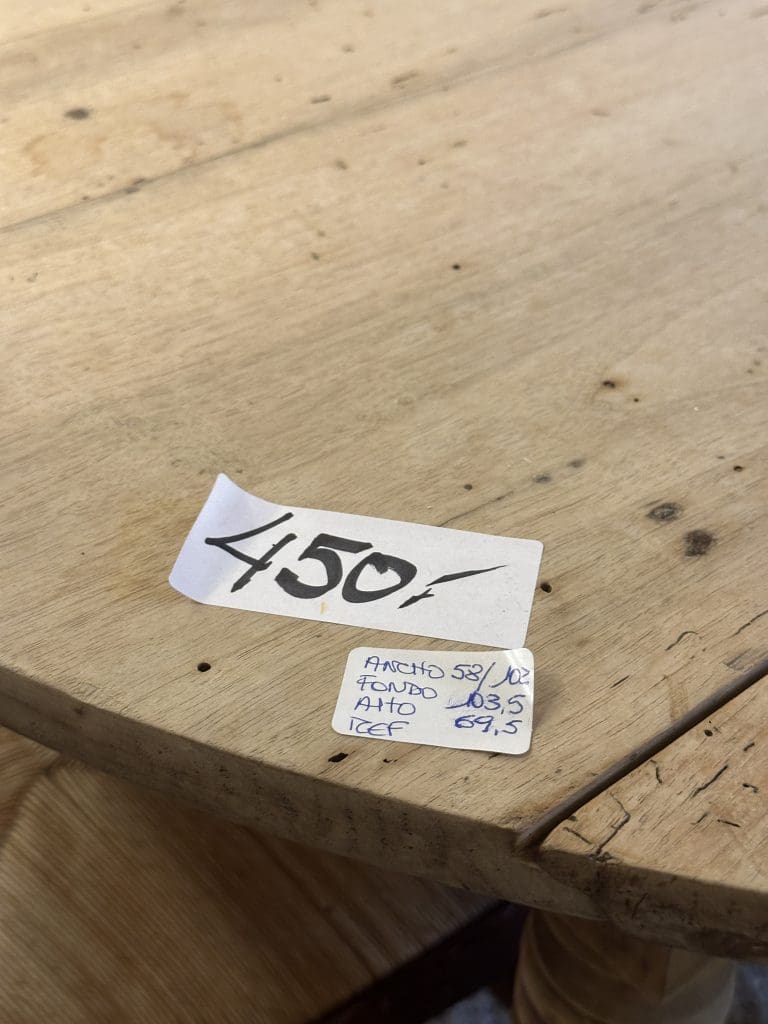 450,-
ANCHO 58/102
FONDO 103,5
ALTO 69,5
REF